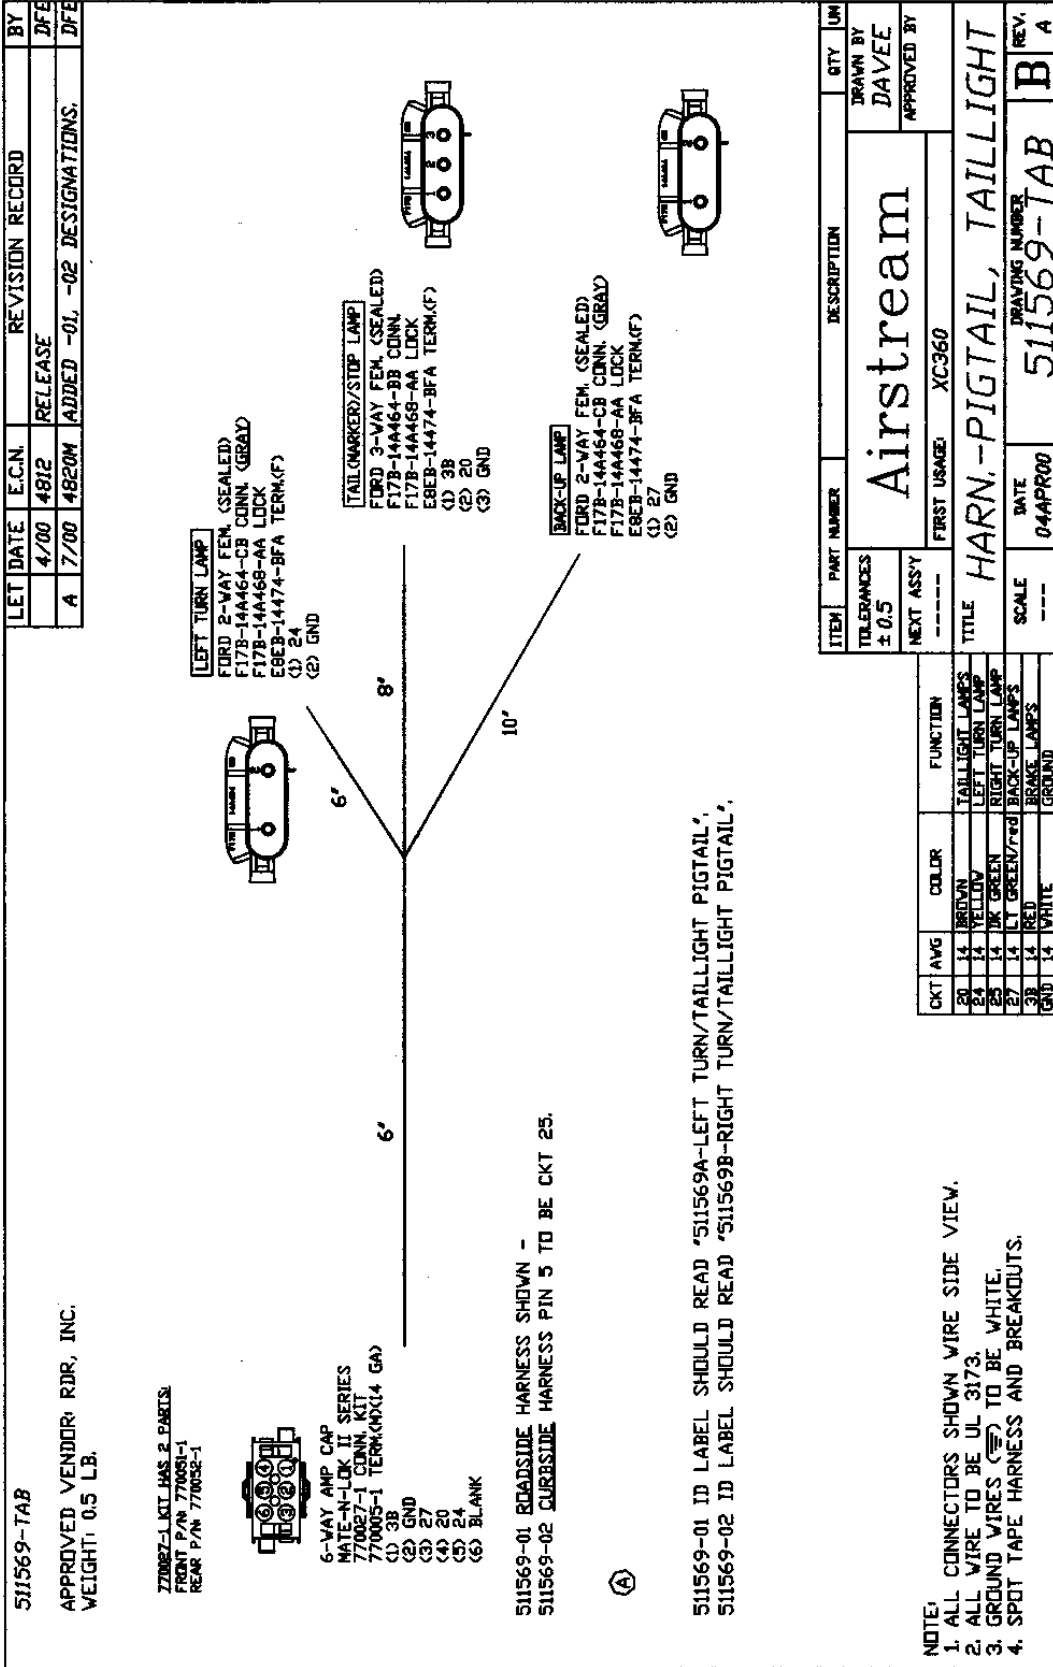 511569-TAB
APPROVED VENDOR: RDR, INC.
WEIGHT: 0.5 LB.
LET DATE E.C.N. REVISION RECORD BY
4/00 4812 RELEASE DFE
A 7/00 4820M ADDED -01, -02 DESIGNATIONS. DFE
770027-1 KIT HAS 2 PARTS:
FRONT P/N: 770051-1
REAR P/N: 770052-1
6 5 4
3 2 1
6-WAY AMP CAP
MATE-N-LOK II SERIES
770027-1 CONN. KIT
770005-1 TERM.(M)(14 GA)
(1) 3B
(2) GND
(3) 27
(4) 20
(5) 24
(6) BLANK
LEFT TURN LAMP
FORD 2-WAY FEM. (SEALED)
F17B-14A464-CB CONN. (GRAY)
F17B-14A468-AA LOCK
E8EB-14474-BFA TERM.(F)
(1) 24
(2) GND
TAIL(MARKER)/STOP LAMP
FORD 3-WAY FEM. (SEALED)
F17B-14A464-BB CONN.
F17B-14A468-AA LOCK
E8EB-14474-BFA TERM.(F)
(1) 3B
(2) 20
(3) GND
BACK-UP LAMP
FORD 2-WAY FEM. (SEALED)
F17B-14A464-CB CONN. (GRAY)
F17B-14A468-AA LOCK
E8EB-14474-BFA TERM.(F)
(1) 27
(2) GND
6"
6"
8"
10"
511569-01 ROADSIDE HARNESS SHOWN -
511569-02 CURBSIDE HARNESS PIN 5 TO BE CKT 25.
A
511569-01 ID LABEL SHOULD READ "511569A-LEFT TURN/TAILLIGHT PIGTAIL".
511569-02 ID LABEL SHOULD READ "511569B-RIGHT TURN/TAILLIGHT PIGTAIL".
NOTE:
1. ALL CONNECTORS SHOWN WIRE SIDE VIEW.
2. ALL WIRE TO BE UL 3173.
3. GROUND WIRES ( ) TO BE WHITE.
4. SPOT TAPE HARNESS AND BREAKOUTS.
CKT AWG COLOR FUNCTION
20 14 BROWN TAILLIGHT LAMPS
24 14 YELLOW LEFT TURN LAMP
25 14 DK GREEN RIGHT TURN LAMP
27 14 LT GREEN/red BACK-UP LAMPS
3B 14 RED BRAKE LAMPS
GND 14 WHITE GROUND
ITEM PART NUMBER DESCRIPTION QTY UM
TOLERANCES
± 0.5
Airstream
DRAWN BY
DAVEE
APPROVED BY
NEXT ASS'Y
-----
FIRST USAGE: XC360
TITLE HARN.-PIGTAIL, TAILLIGHT
SCALE
---
DATE
04APR00
DRAWING NUMBER
511569-TAB
B
REV.
A